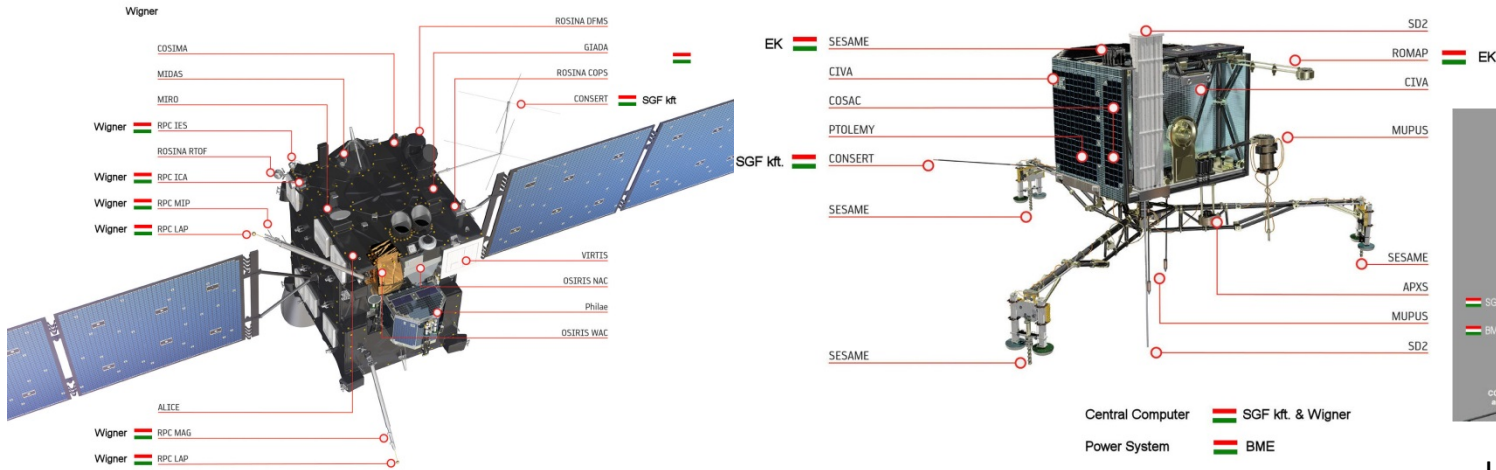 Wigner
COSIMA
MIDAS
MIRO
Wigner RPC IES
ROSINA RTOF
Wigner RPC ICA
Wigner RPC MIP
Wigner RPC LAP
ALICE
Wigner RPC MAG
Wigner RPC LAP
ROSINA DFMS
GIADA
ROSINA COPS
CONSERT SGF kft
VIRTIS
OSIRIS NAC
Philae
OSIRIS WAC
EK SESAME
CIVA
COSAC
PTOLEMY
SGF kft. CONSERT
SESAME
SESAME
SD2
ROMAP EK
CIVA
MUPUS
SESAME
APXS
MUPUS
SD2
Central Computer SGF kft. & Wigner
Power System BME